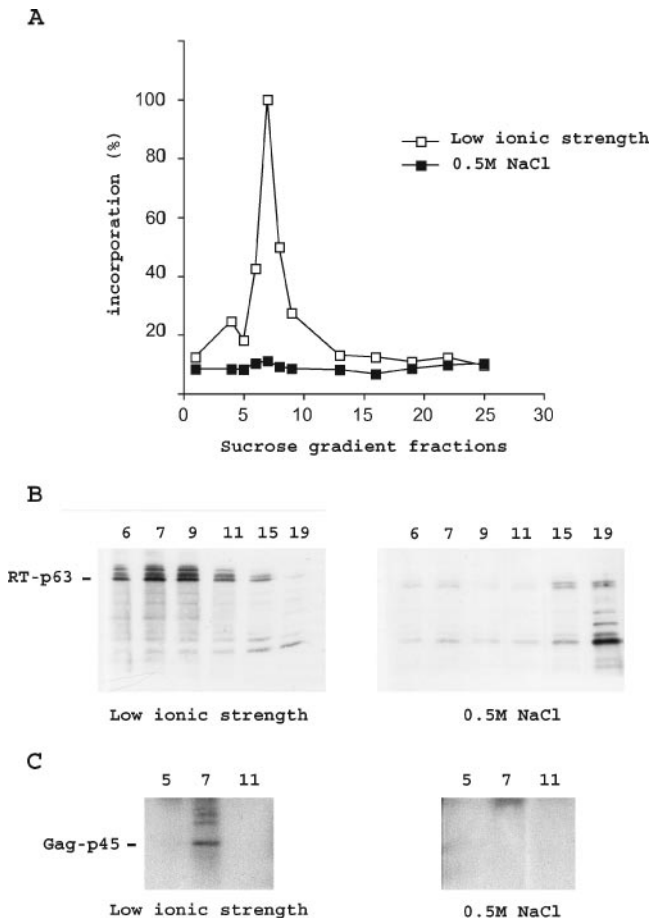 A
100
80
60
40
20
incorporation (%)
0 5 10 15 20 25 30
Sucrose gradient fractions
Low ionic strength
0.5M NaCl
B
6 7 9 11 15 19
6 7 9 11 15 19
RT-p63
Low ionic strength
0.5M NaCl
C
5 7 11
5 7 11
Gag-p45
Low ionic strength
0.5M NaCl